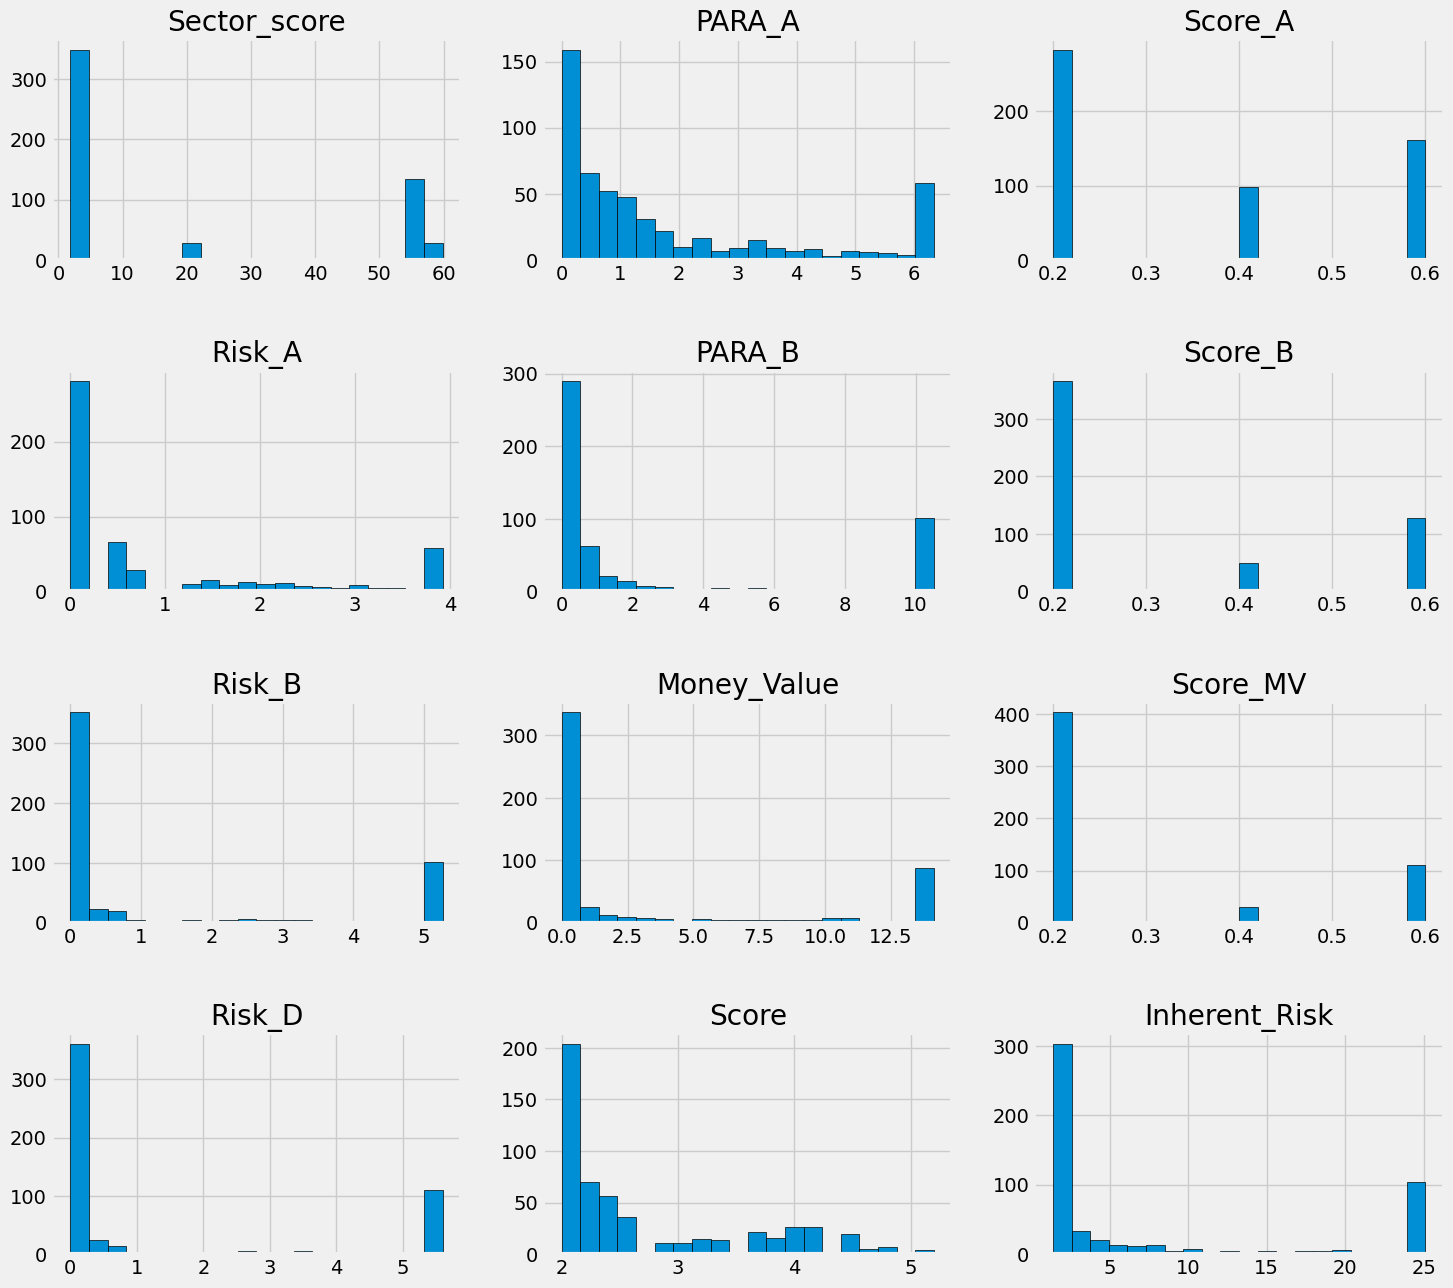 Sector_score PARA_A Score_A
300 150
200 100 200
100 50 100
0 0 0
0 10 20 30 40 50 60 0 1 2 3 4 5 6 0.2 0.3 0.4 0.5 0.6
Risk_A PARA_B Score_B
300
200 200 300
100 100 200
100
0 0 0
0 1 2 3 4 0 2 4 6 8 10 0.2 0.3 0.4 0.5 0.6
Risk_B Money_Value Score_MV
400
300 300 300
200 200 200
100 100 100
0 0 0
0 1 2 3 4 5 0.0 2.5 5.0 7.5 10.0 12.5 0.2 0.3 0.4 0.5 0.6
Risk_D Score Inherent_Risk
200 300
300 150
200 100 200
100 50 100
0 0 0
0 1 2 3 4 5 2 3 4 5 5 10 15 20 25